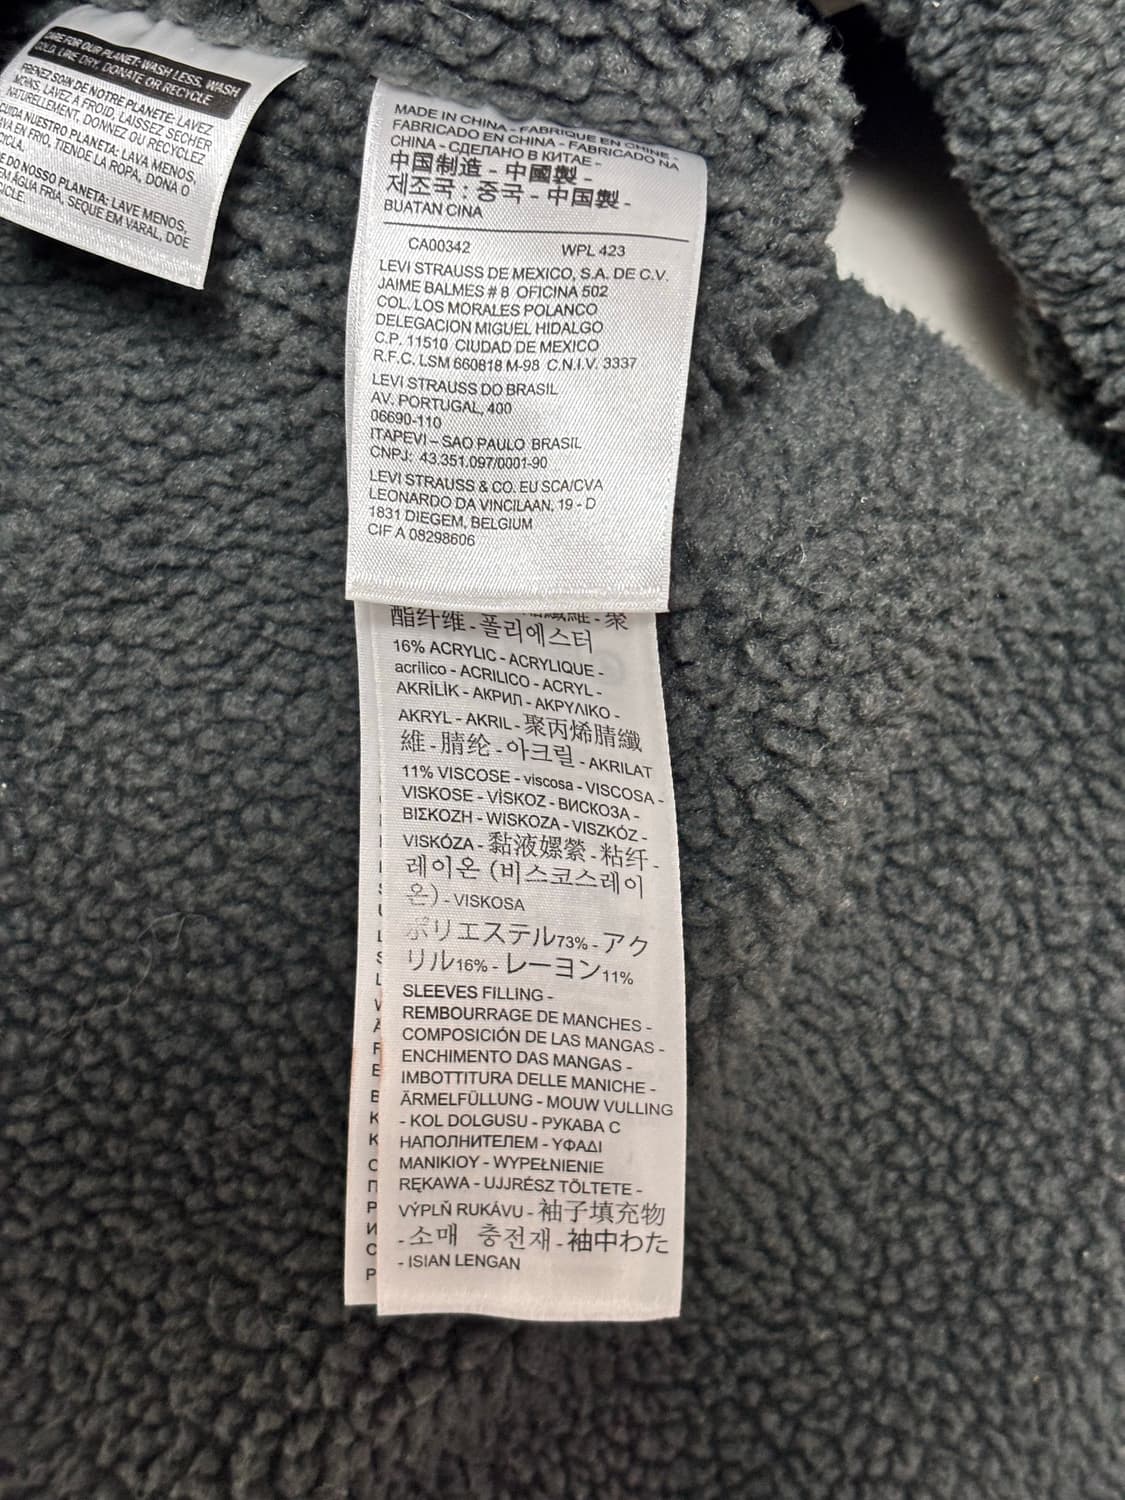 CARE FOR OUR PLANET: WASH LESS, WASH
COLD, LINE DRY, DONATE OR RECYCLE
PRENEZ SOIN DE NOTRE PLANÈTE: LAVEZ
MOINS, LAVEZ À FROID, LAISSEZ SÉCHER
NATURELLEMENT, DONNEZ OU RECYCLEZ
CUIDA NUESTRO PLANETA: LAVA MENOS,
LAVA EN FRÍO, TIENDE LA ROPA, DONA O
RECICLA.
CUIDE DO NOSSO PLANETA: LAVE MENOS,
EM ÁGUA FRIA, SEQUE EM VARAL, DOE
RECICLE.
MADE IN CHINA - FABRIQUE EN CHINE -
FABRICADO EN CHINA - FABRICADO NA
CHINA - СДЕЛАНО В КИТАЕ -
中国制造 - 中國製 -
제조국 : 중국 - 中国製 -
BUATAN CINA
CA00342 WPL 423
LEVI STRAUSS DE MEXICO, S.A. DE C.V.
JAIME BALMES # 8 OFICINA 502
COL. LOS MORALES POLANCO
DELEGACION MIGUEL HIDALGO
C.P. 11510 CIUDAD DE MEXICO
R.F.C. LSM 660818 M-98 C.N.I.V. 3337
LEVI STRAUSS DO BRASIL
AV. PORTUGAL, 400
06690-110
ITAPEVI – SAO PAULO BRASIL
CNPJ: 43.351.097/0001-90
LEVI STRAUSS & CO. EU SCA/CVA
LEONARDO DA VINCILAAN, 19 - D
1831 DIEGEM, BELGIUM
CIF A 08298606
酯纤维 - 폴리에스터
16% ACRYLIC - ACRYLIQUE -
acrílico - ACRILICO - ACRYL -
AKRİLİK - АКРИЛ - ΑΚΡΥΛΙΚΟ -
AKRYL - AKRIL - 聚丙烯腈纖
維 - 腈纶 - 아크릴 - AKRILAT
11% VISCOSE - viscosa - VISCOSA -
VISKOSE - VİSKOZ - ВИСКОЗА -
ΒΙΣΚΟΖΗ - WISKOZA - VISZKÓZ -
VISKÓZA - 黏液嫘縈 - 粘纤 -
레이온 (비스코스레이
온) - VISKOSA
ポリエステル73% - アク
リル16% - レーヨン11%
SLEEVES FILLING -
REMBOURRAGE DE MANCHES -
COMPOSICIÓN DE LAS MANGAS -
ENCHIMENTO DAS MANGAS -
IMBOTTITURA DELLE MANICHE -
ÄRMELFÜLLUNG - MOUW VULLING
- KOL DOLGUSU - РУКАВА С
НАПОЛНИТЕЛЕМ - ΥΦΑΔΙ
ΜΑΝΙΚΙΟΥ - WYPEŁNIENIE
RĘKAWA - UJJRÉSZ TÖLTETE -
VÝPLŇ RUKÁVU - 袖子填充物
- 소매 충전재 - 袖中わた
- ISIAN LENGAN